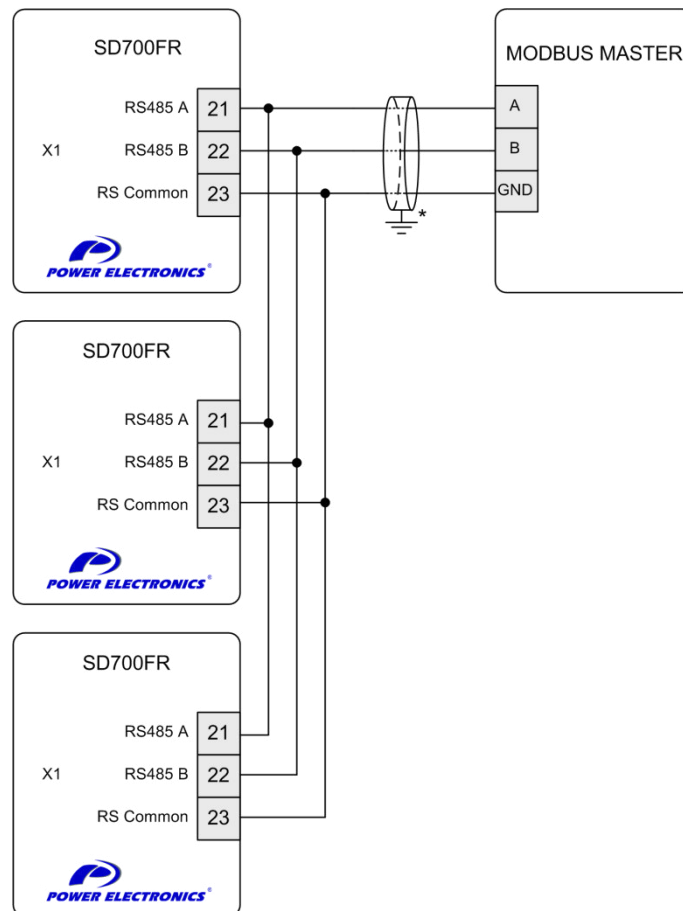 SD700FR
RS485 A 21
X1 RS485 B 22
RS Common 23
POWER ELECTRONICS®
MODBUS MASTER
A
B
GND
*
SD700FR
RS485 A 21
X1 RS485 B 22
RS Common 23
POWER ELECTRONICS®
SD700FR
RS485 A 21
X1 RS485 B 22
RS Common 23
POWER ELECTRONICS®